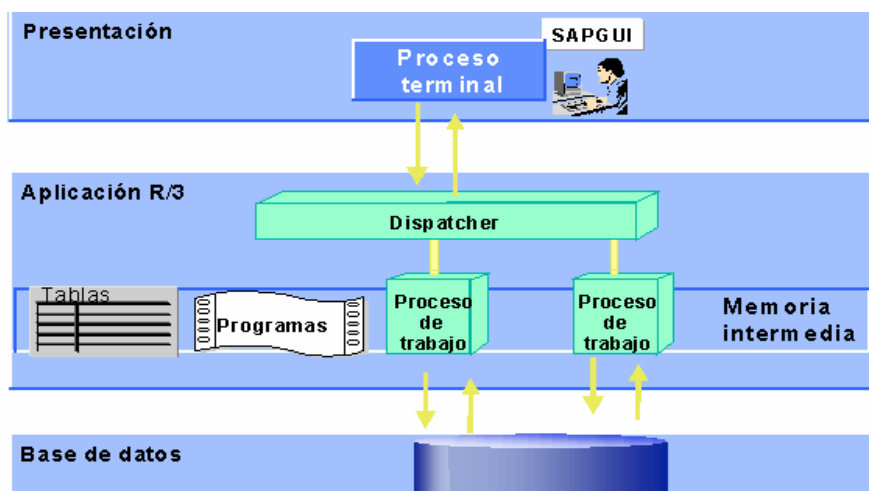 Presentación
SAPGUI
Proceso
terminal
Aplicación R/3
Dispatcher
Tablas
Programas
Proceso
de
trabajo
Proceso
de
trabajo
Memoria
intermedia
Base de datos